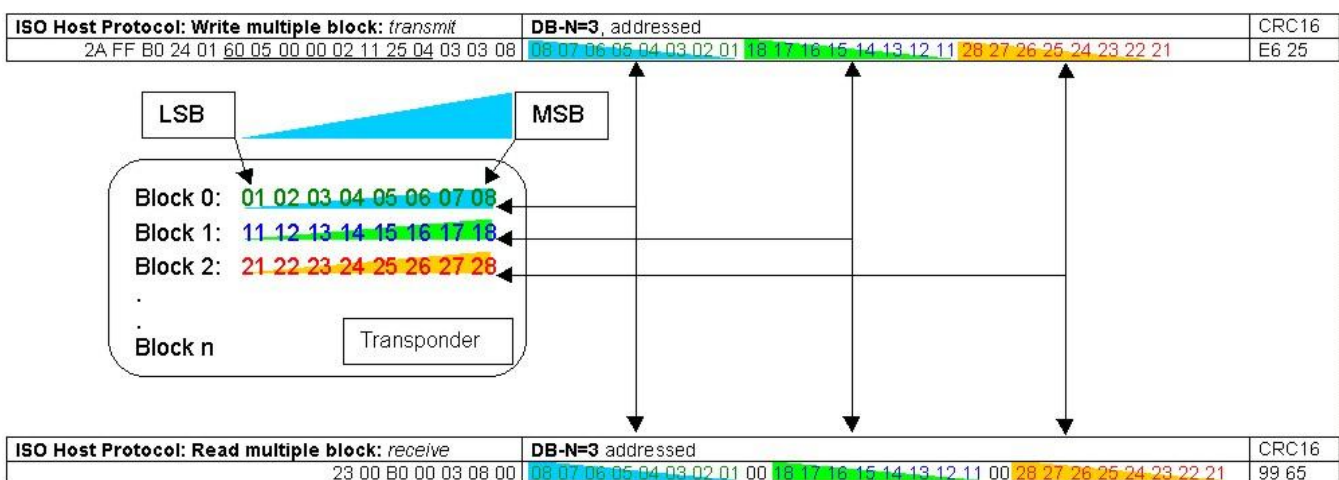 ISO Host Protocol: Write multiple block: transmit DB-N=3, addressed CRC16
2A FF B0 24 01 60 05 00 00 02 11 25 04 03 03 08 08 07 06 05 04 03 02 01 18 17 16 15 14 13 12 11 28 27 26 25 24 23 22 21 E6 25
LSB MSB
Block 0: 01 02 03 04 05 06 07 08
Block 1: 11 12 13 14 15 16 17 18
Block 2: 21 22 23 24 25 26 27 28
.
.
Block n Transponder
ISO Host Protocol: Read multiple block: receive DB-N=3 addressed CRC16
23 00 B0 00 03 08 00 08 07 06 05 04 03 02 01 00 18 17 16 15 14 13 12 11 00 28 27 26 25 24 23 22 21 99 65